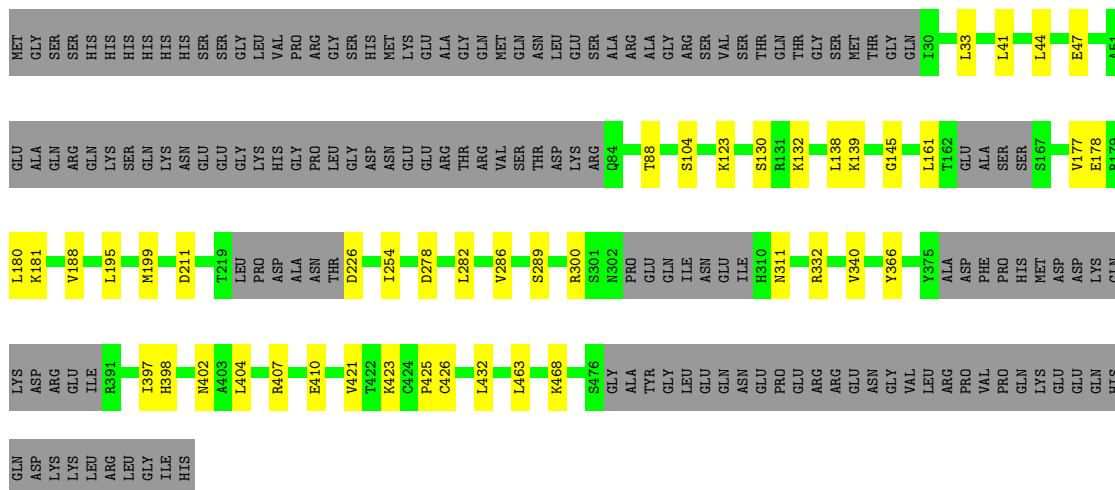 MET GLY SER SER HIS HIS HIS HIS HIS HIS SER SER GLY LEU VAL PRO ARG GLY SER HIS MET LYS GLU ALA GLY GLN MET GLN ASN LEU GLU SER ALA ARG ALA GLY ARG SER VAL SER THR GLN THR GLY SER MET THR GLY GLN I30 L33 L41 L44 E47 A51
GLU ALA GLN ARG GLN LYS SER GLN LYS ASN GLU GLU GLY LYS HIS GLY PRO LEU GLY ASP ASN GLU GLU ARG THR ARG VAL SER THR ASP LYS ARG Q84 T88 S104 K123 S130 R131 K132 L138 K139 G145 L161 T162 GLU ALA SER SER S167 V177 E178 R179
L180 K181 V188 L195 M199 D211 T219 LEU PRO ASP ALA ASN THR D226 I254 D278 L282 V286 S289 R300 S301 N302 PRO GLU GLN ILE ASN GLU ILE H310 N311 R332 V340 Y366 Y375 ALA ASP PHE PRO HIS MET ASP ASP LYS GLN
LYS ASP ARG GLU ILE R391 I397 H398 N402 A403 L404 R407 E410 V421 T422 K423 C424 P425 C426 L432 L463 K468 S476 GLY ALA TYR GLY LEU GLU GLN ASN GLU PRO GLU ARG ARG GLU ASN GLY VAL LEU ARG PRO VAL PRO GLN LYS GLU GLU GLN HIS
GLN ASP LYS LYS LEU ARG LEU GLY ILE HIS